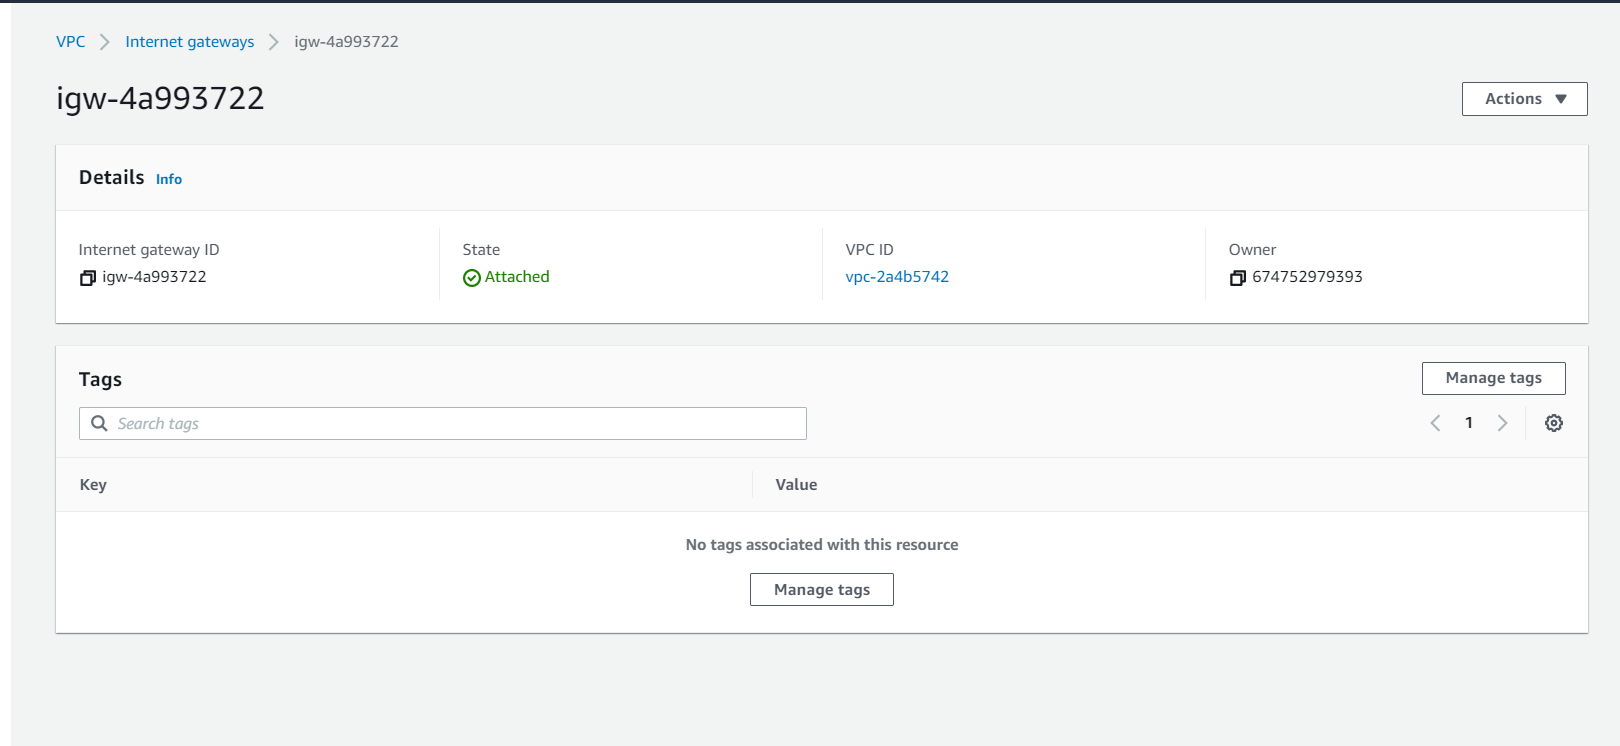 VPC Internet gateways igw-4a993722
igw-4a993722
Actions
Details Info
Internet gateway ID State VPC ID Owner
igw-4a993722 Attached vpc-2a4b5742 674752979393
Tags Manage tags
Search tags 1
Key Value
No tags associated with this resource
Manage tags